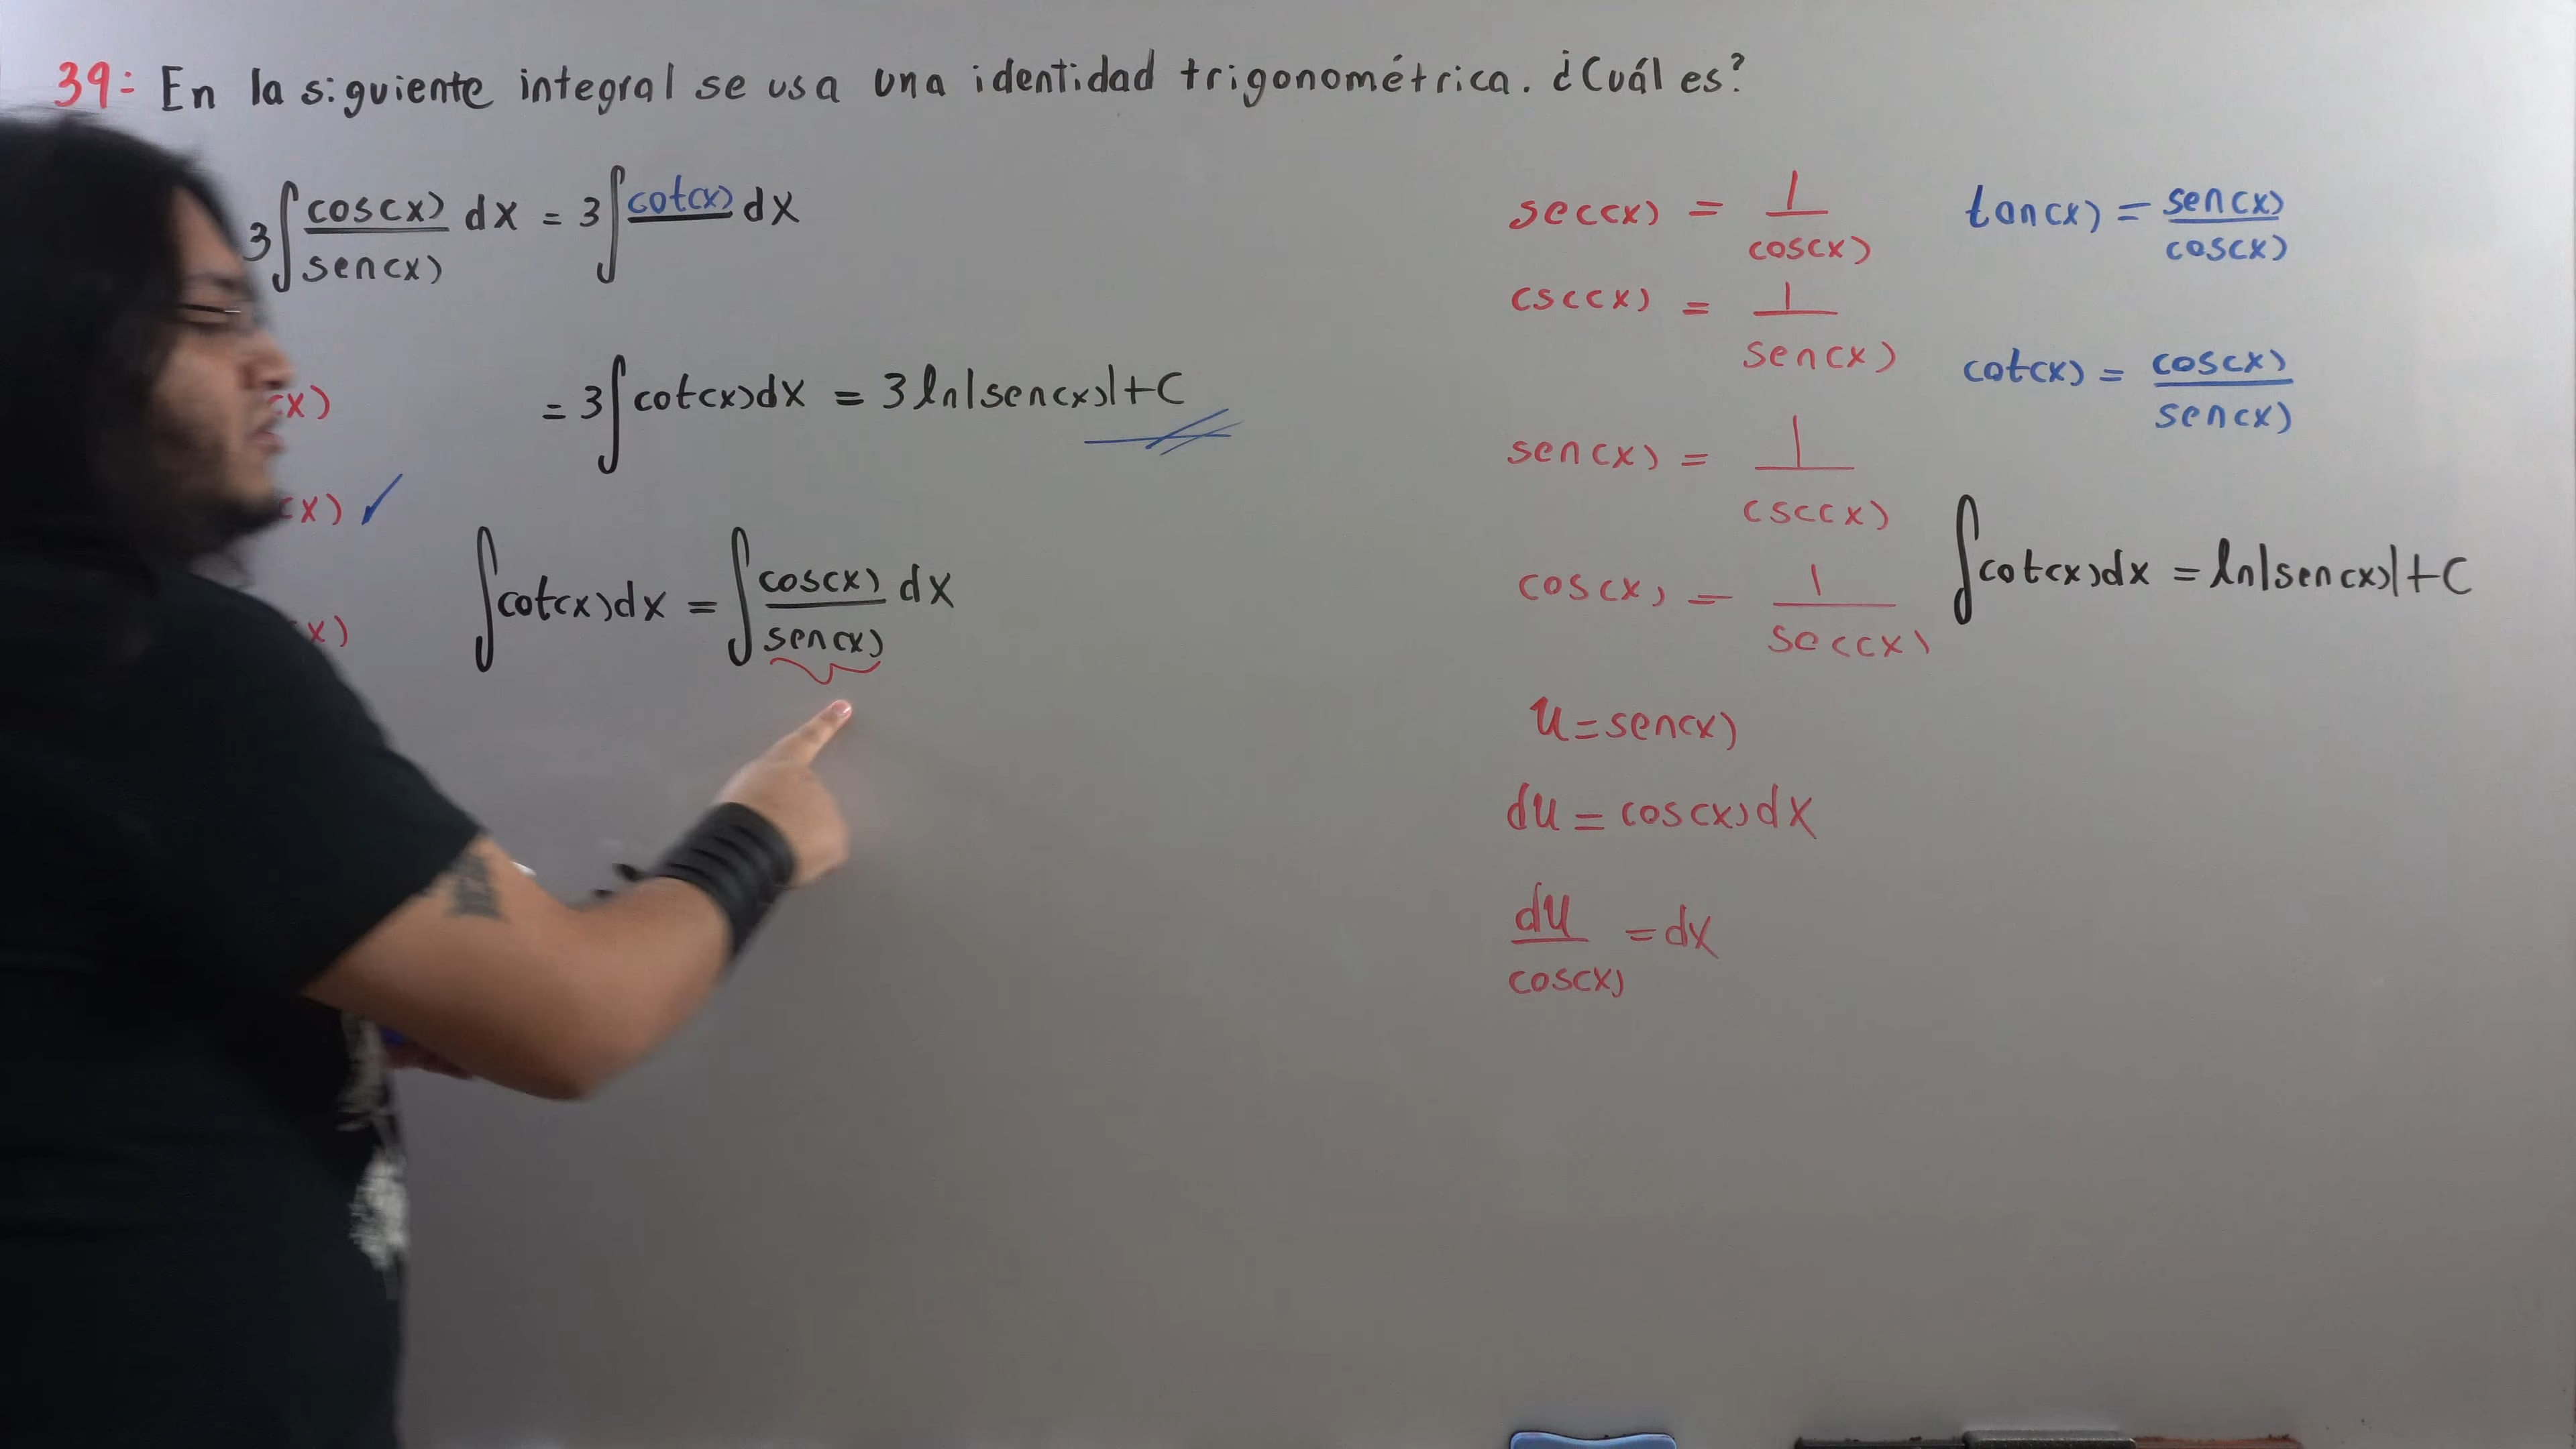 39: En la siguiente integral se usa una identidad trigonométrica. ¿Cuál es?
3∫ cos(x)/sen(x) dx = 3∫ cot(x) dx
= 3∫cot(x)dx = 3 ln|sen(x)|+C
x)
x) ✓
x)
∫cot(x)dx = ∫ cos(x)/sen(x) dx
sec(x) = 1/cos(x)
csc(x) = 1/sen(x)
sen(x) = 1/csc(x)
cos(x) = 1/sec(x)
u = sen(x)
du = cos(x)dx
du/cos(x) = dx
tan(x) = sen(x)/cos(x)
cot(x) = cos(x)/sen(x)
∫cot(x)dx = ln|sen(x)|+C